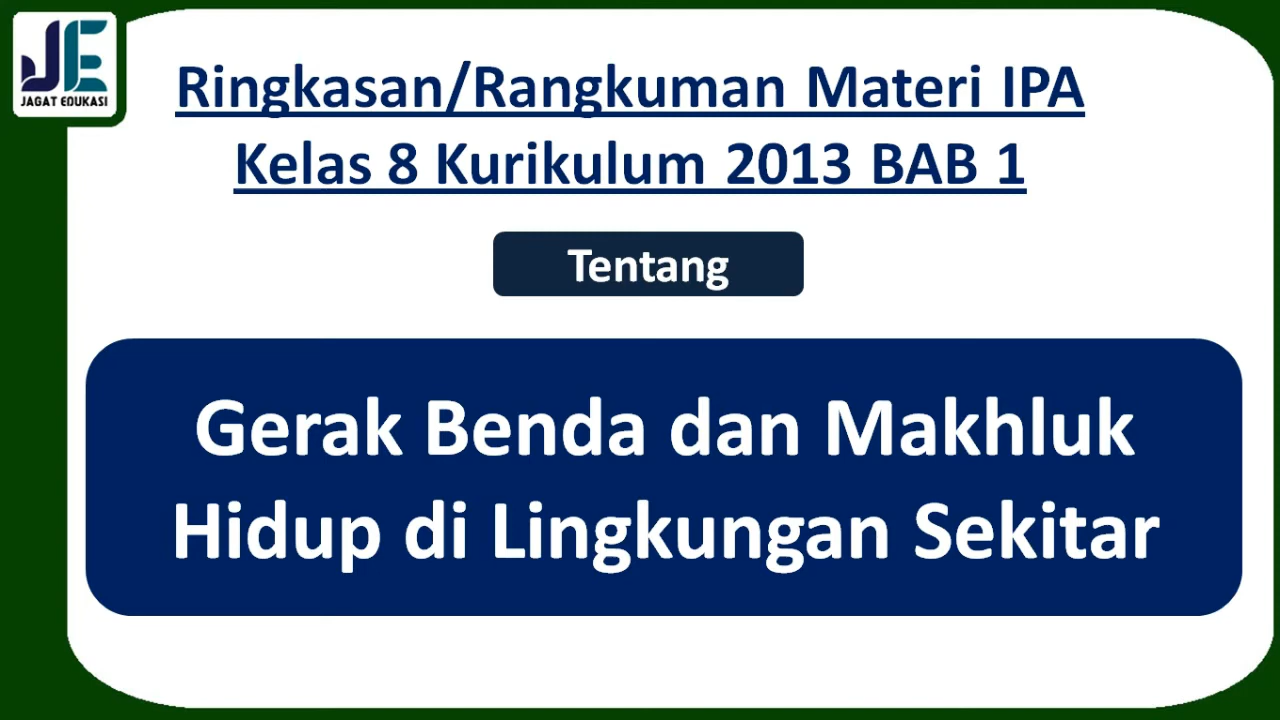 JE
JAGAT EDUKASI
Ringkasan/Rangkuman Materi IPA
Kelas 8 Kurikulum 2013 BAB 1
Tentang
Gerak Benda dan Makhluk
Hidup di Lingkungan Sekitar